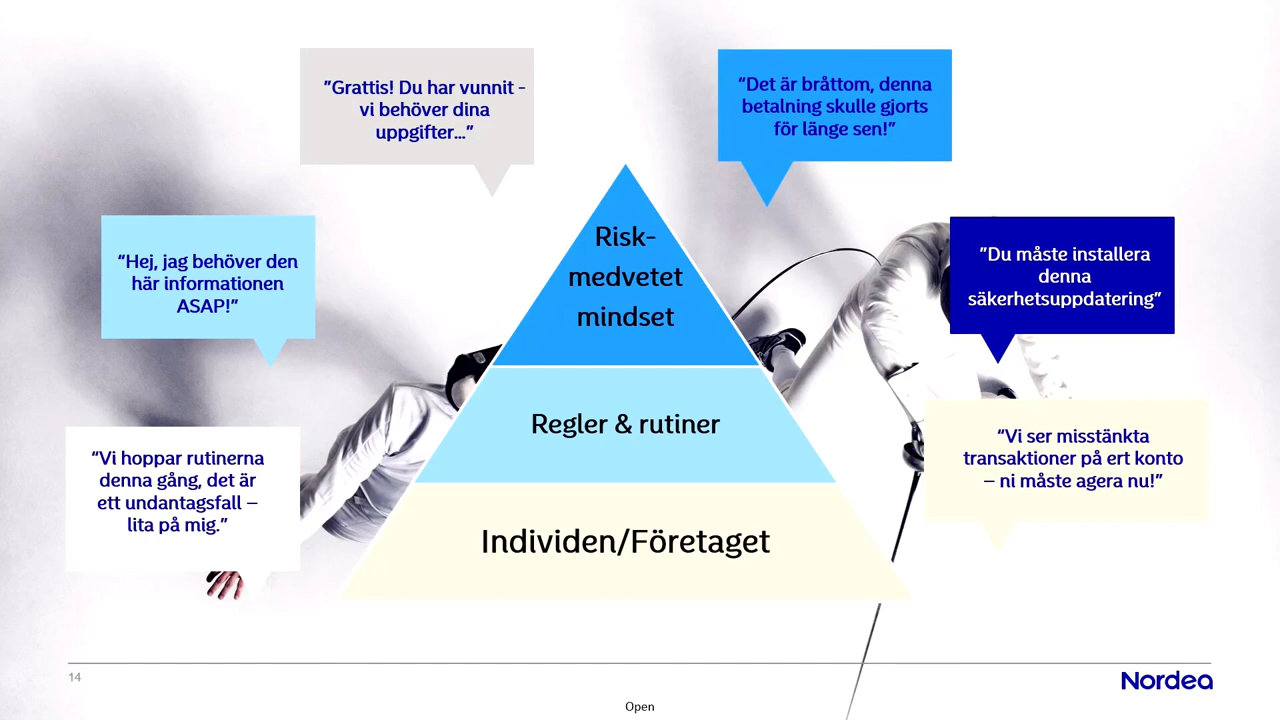 ”Grattis! Du har vunnit -
vi behöver dina
uppgifter...”
”Det är bråttom, denna
betalning skulle gjorts
för länge sen!”
“Hej, jag behöver den
här informationen
ASAP!”
”Du måste installera
denna
säkerhetsuppdatering”
Risk-
medvetet
mindset
“Vi hoppar rutinerna
denna gång, det är
ett undantagsfall –
lita på mig.”
Regler & rutiner
“Vi ser misstänkta
transaktioner på ert konto
– ni måste agera nu!”
Individen/Företaget
14
Nordea
Open